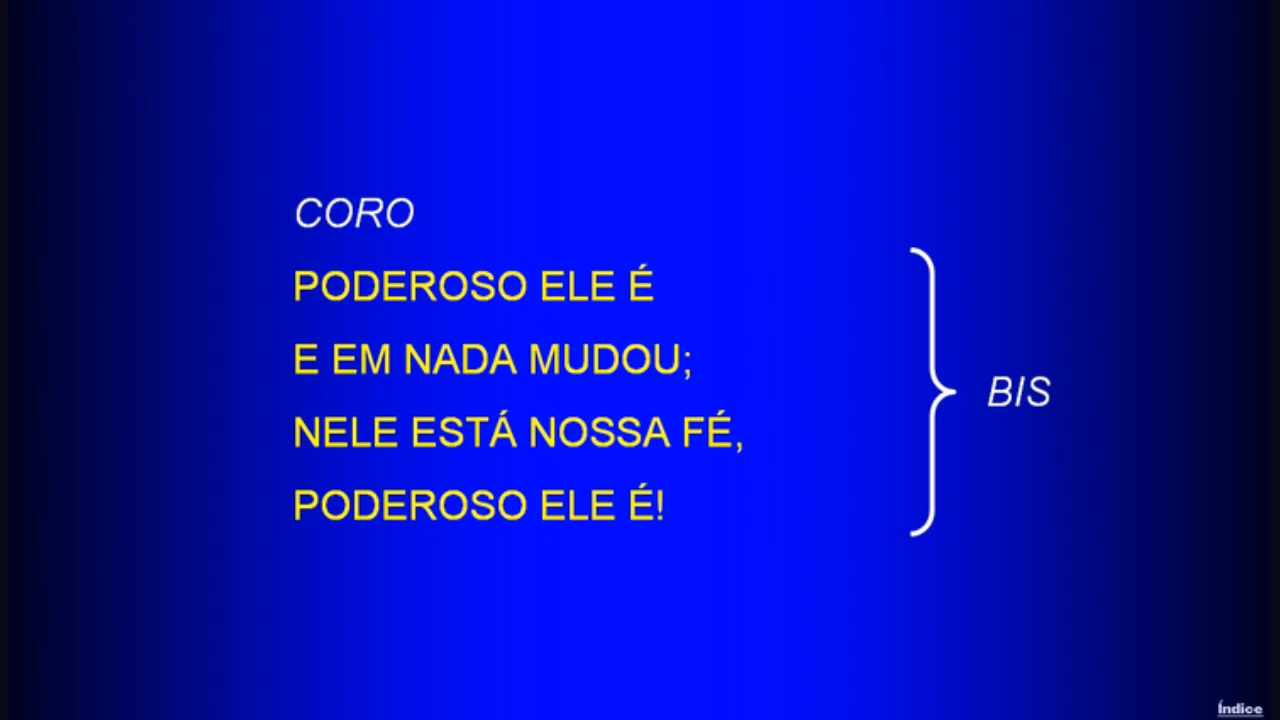 CORO
PODEROSO ELE É
E EM NADA MUDOU;
NELE ESTÁ NOSSA FÉ,
PODEROSO ELE É!
BIS
Índice